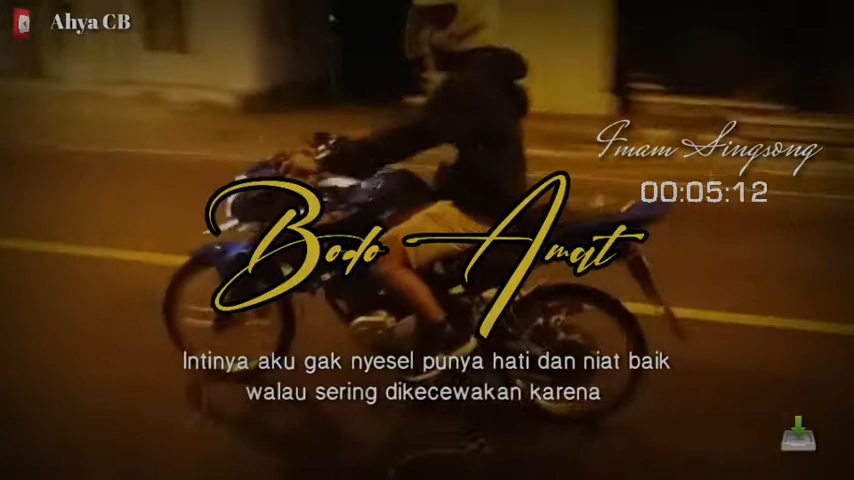 Ahya CB
Imam Singsong
00:05:12
Bodo Amat
Intinya aku gak nyesel punya hati dan niat baik
walau sering dikecewakan karena